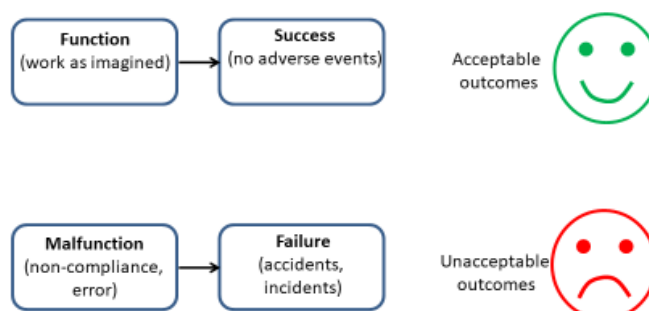 Function
(work as imagined)
Success
(no adverse events)
Acceptable
outcomes
Malfunction
(non-compliance,
error)
Failure
(accidents,
incidents)
Unacceptable
outcomes